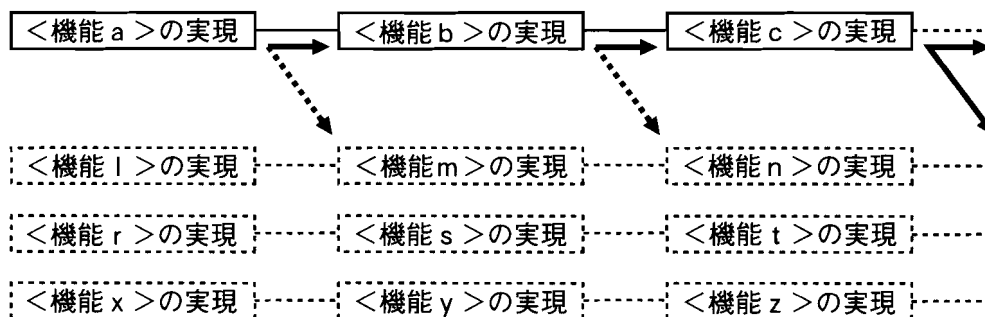 ＜機能ａ＞の実現 ＜機能ｂ＞の実現 ＜機能ｃ＞の実現
＜機能ｌ＞の実現 ＜機能ｍ＞の実現 ＜機能ｎ＞の実現
＜機能ｒ＞の実現 ＜機能ｓ＞の実現 ＜機能ｔ＞の実現
＜機能ｘ＞の実現 ＜機能ｙ＞の実現 ＜機能ｚ＞の実現